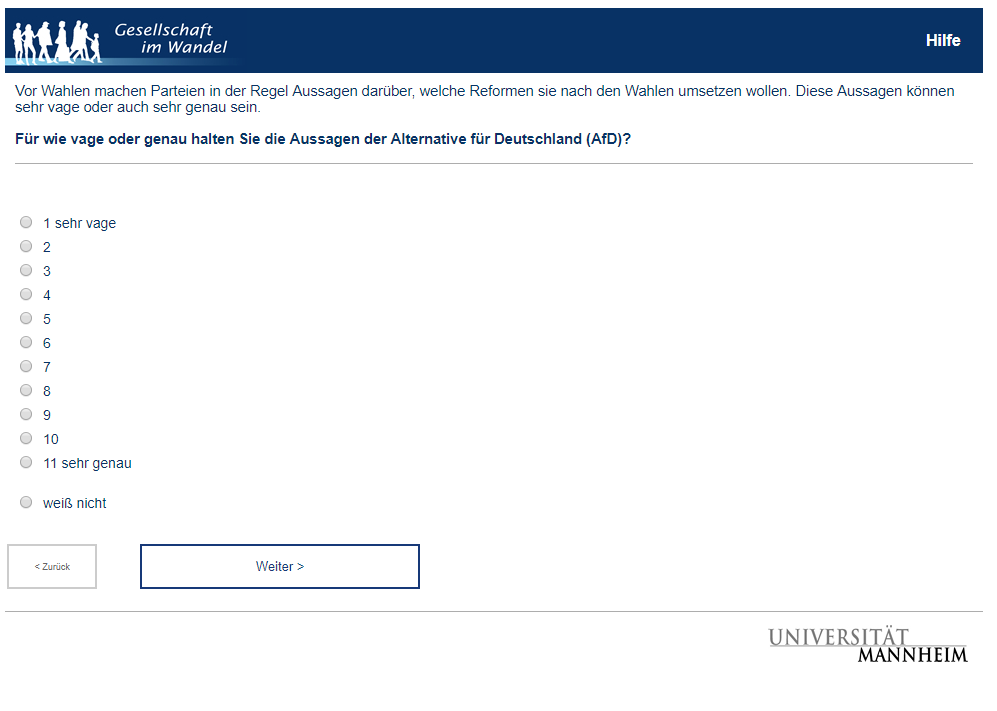 Gesellschaft
im Wandel
Hilfe
Vor Wahlen machen Parteien in der Regel Aussagen darüber, welche Reformen sie nach den Wahlen umsetzen wollen. Diese Aussagen können
sehr vage oder auch sehr genau sein.
Für wie vage oder genau halten Sie die Aussagen der Alternative für Deutschland (AfD)?
1 sehr vage
2
3
4
5
6
7
8
9
10
11 sehr genau
weiß nicht
< Zurück
Weiter >
UNIVERSITÄT
MANNHEIM